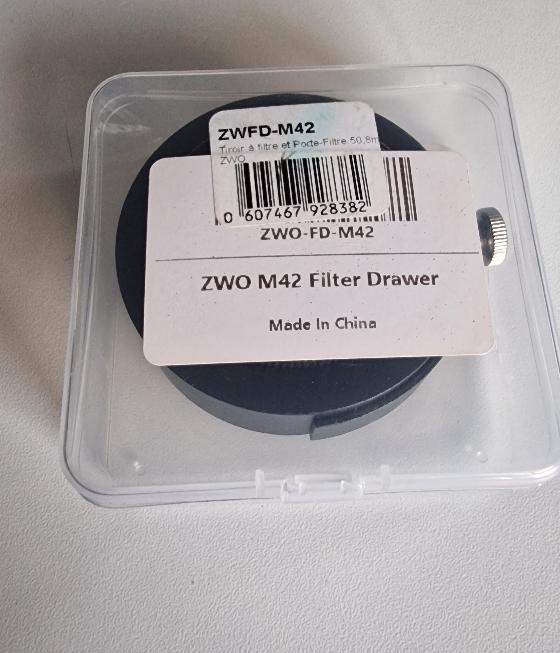 ZWFD-M42
Tiroir à filtre et Porte-Filtre 50,8m
ZWO
0 607467 928382
ZWO-FD-M42
ZWO M42 Filter Drawer
Made In China